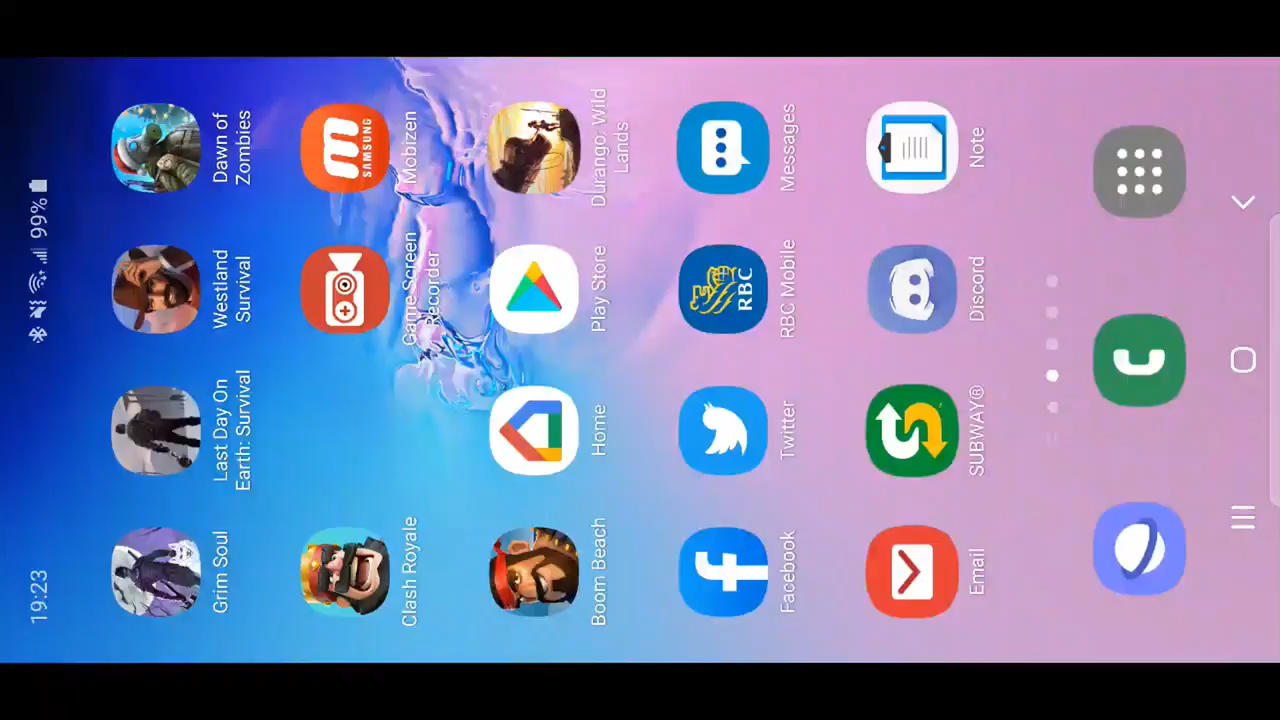 19:23
99%
Grim Soul
Last Day On
Earth: Survival
Westland
Survival
Dawn of
Zombies
m
SAMSUNG
Clash Royale
Game Screen
Recorder
Mobizen
Boom Beach
Home
Play Store
Durango: Wild
Lands
f
RBC
Facebook
Twitter
RBC Mobile
Messages
Email
SUBWAY®
Discord
Note